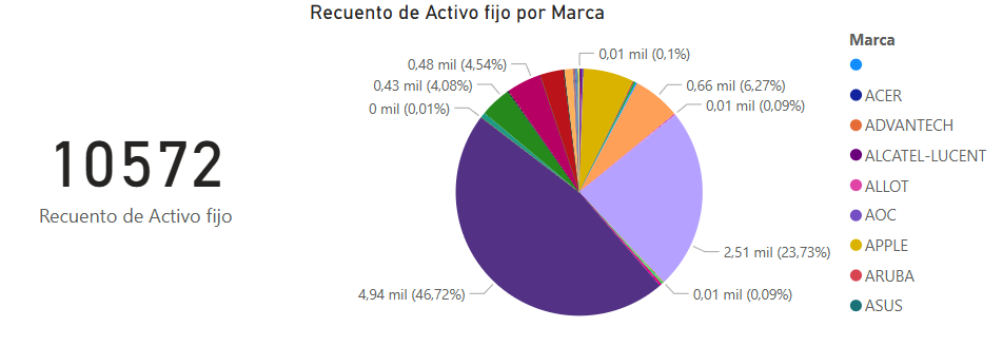 Recuento de Activo fijo por Marca
10572
Recuento de Activo fijo
0,01 mil (0,1%)
0,66 mil (6,27%)
0,01 mil (0,09%)
2,51 mil (23,73%)
0,01 mil (0,09%)
4,94 mil (46,72%)
0 mil (0,01%)
0,43 mil (4,08%)
0,48 mil (4,54%)
Marca
ACER
ADVANTECH
ALCATEL-LUCENT
ALLOT
AOC
APPLE
ARUBA
ASUS